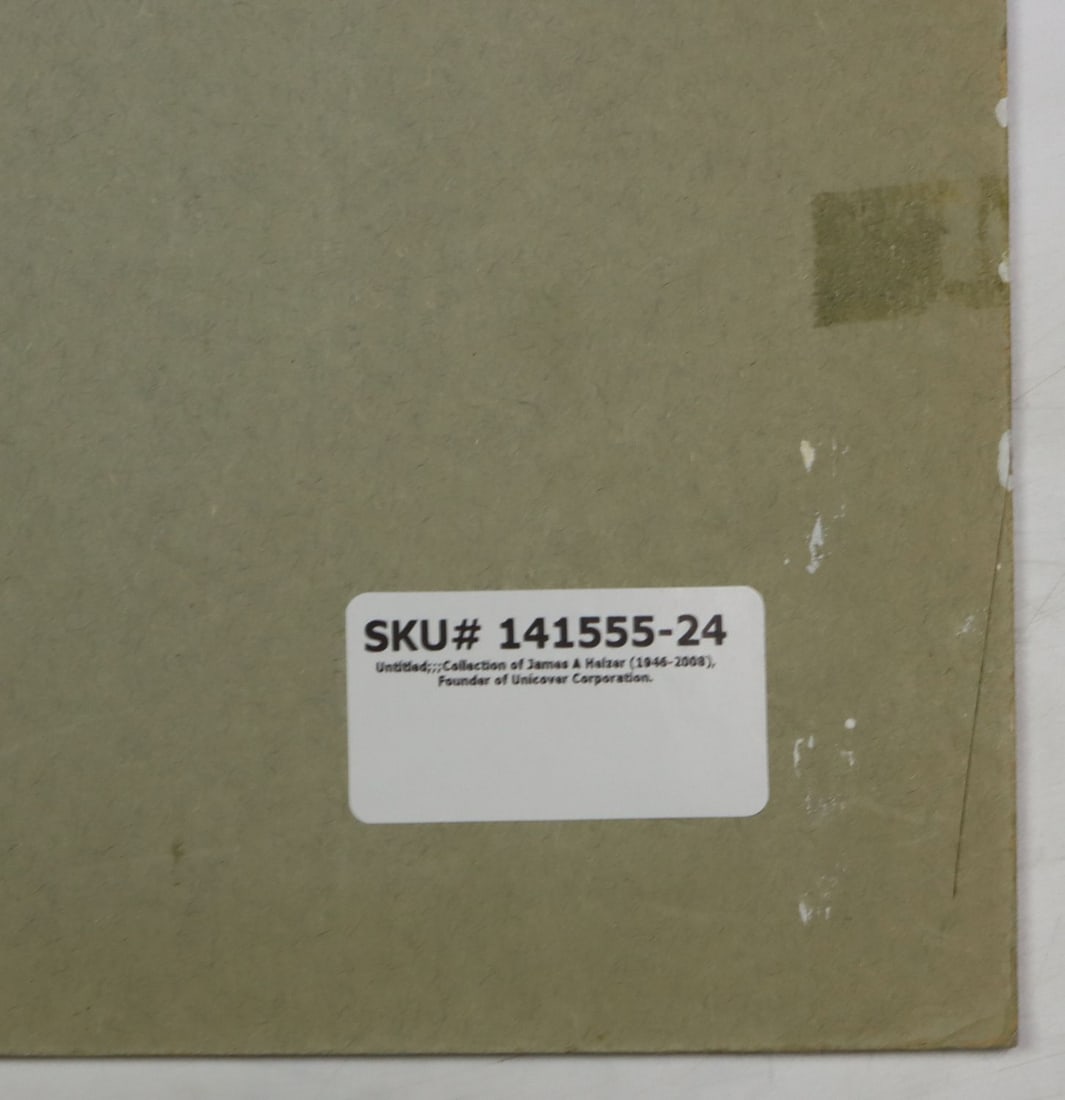 SKU# 141555-24
Untitled;;;Collection of James A Helzer (1946-2008),
Founder of Unicover Corporation.